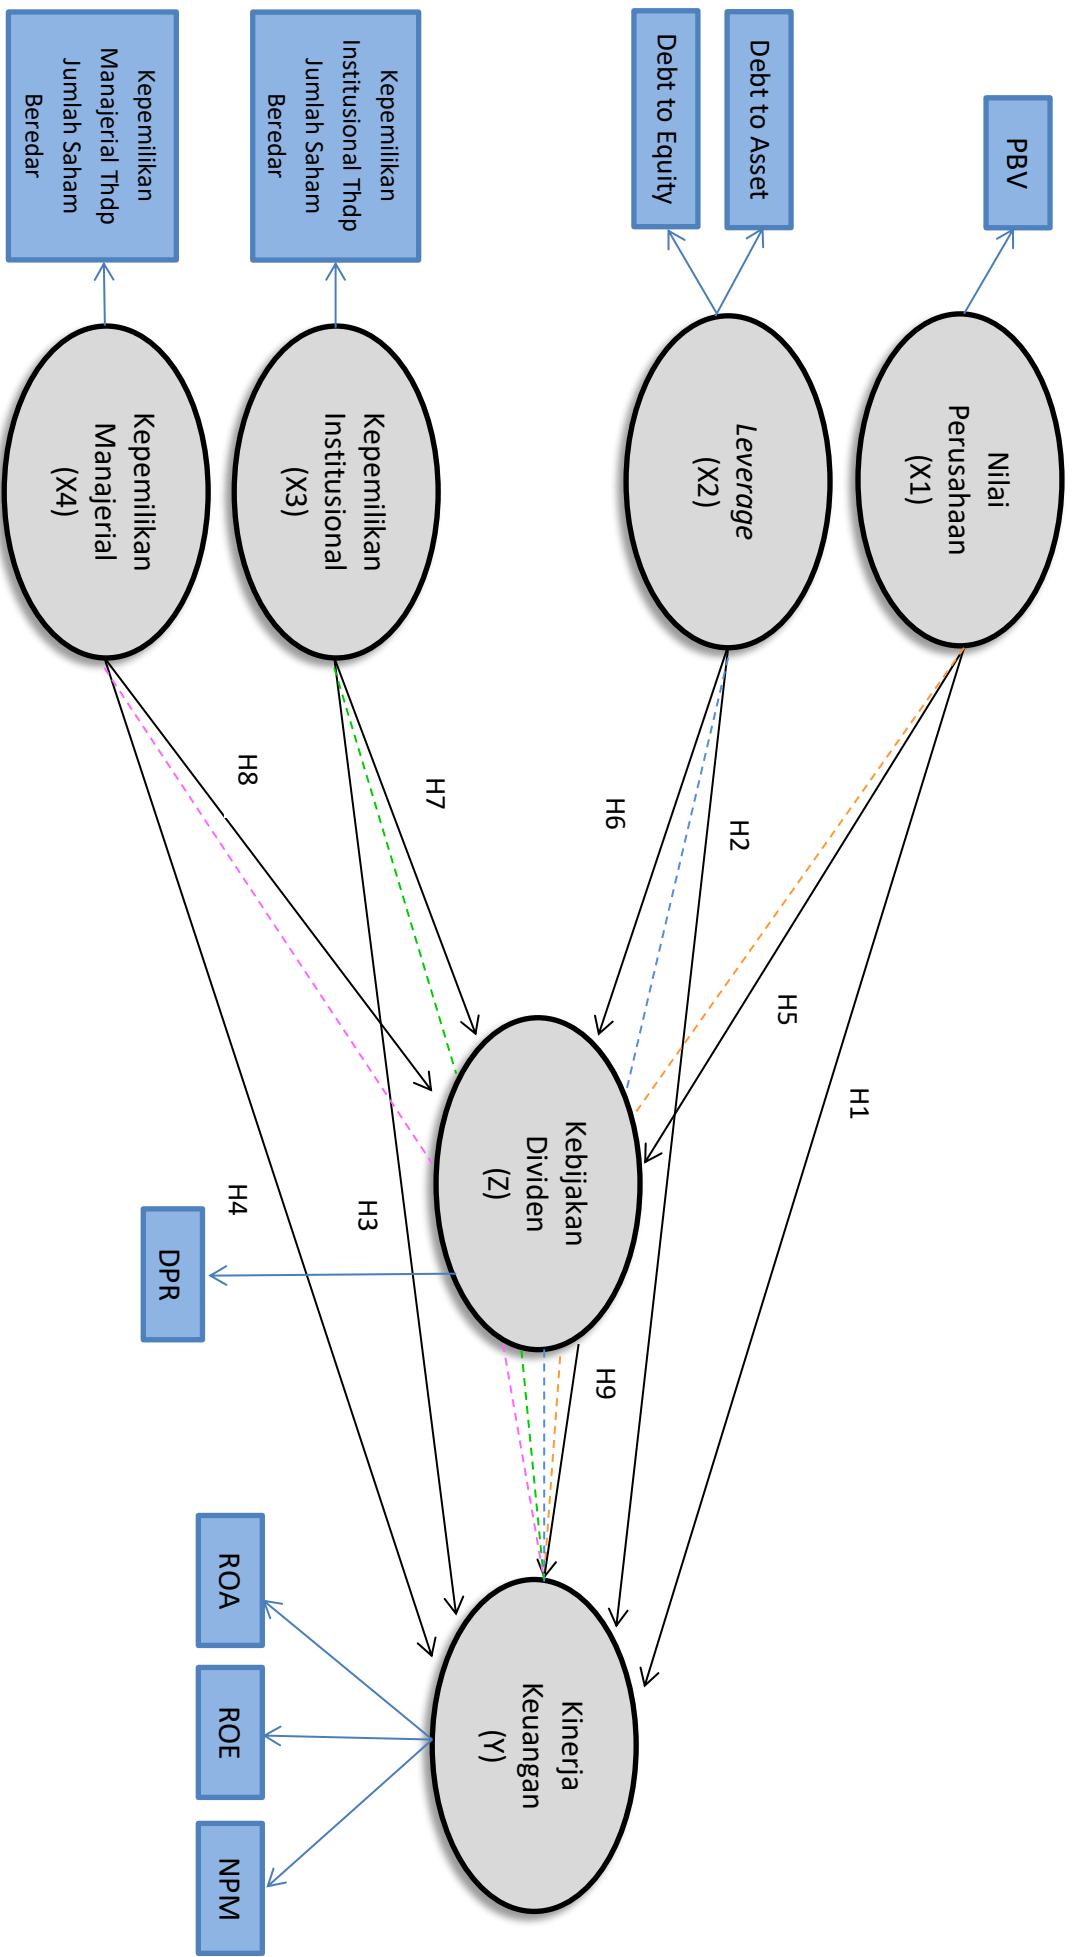 PBV
Nilai
Perusahaan
(X1)
H1
H5
Debt to Asset
Debt to Equity
Leverage
(X2)
H2
H6
Kebijakan
Dividen
(Z)
H9
Kinerja
Keuangan
(Y)
Kepemilikan
Institusional Thdp
Jumlah Saham
Beredar
Kepemilikan
Institusional
(X3)
H7
H3
Kepemilikan
Manajerial Thdp
Jumlah Saham
Beredar
Kepemilikan
Manajerial
(X4)
H8
H4
DPR
ROA
ROE
NPM